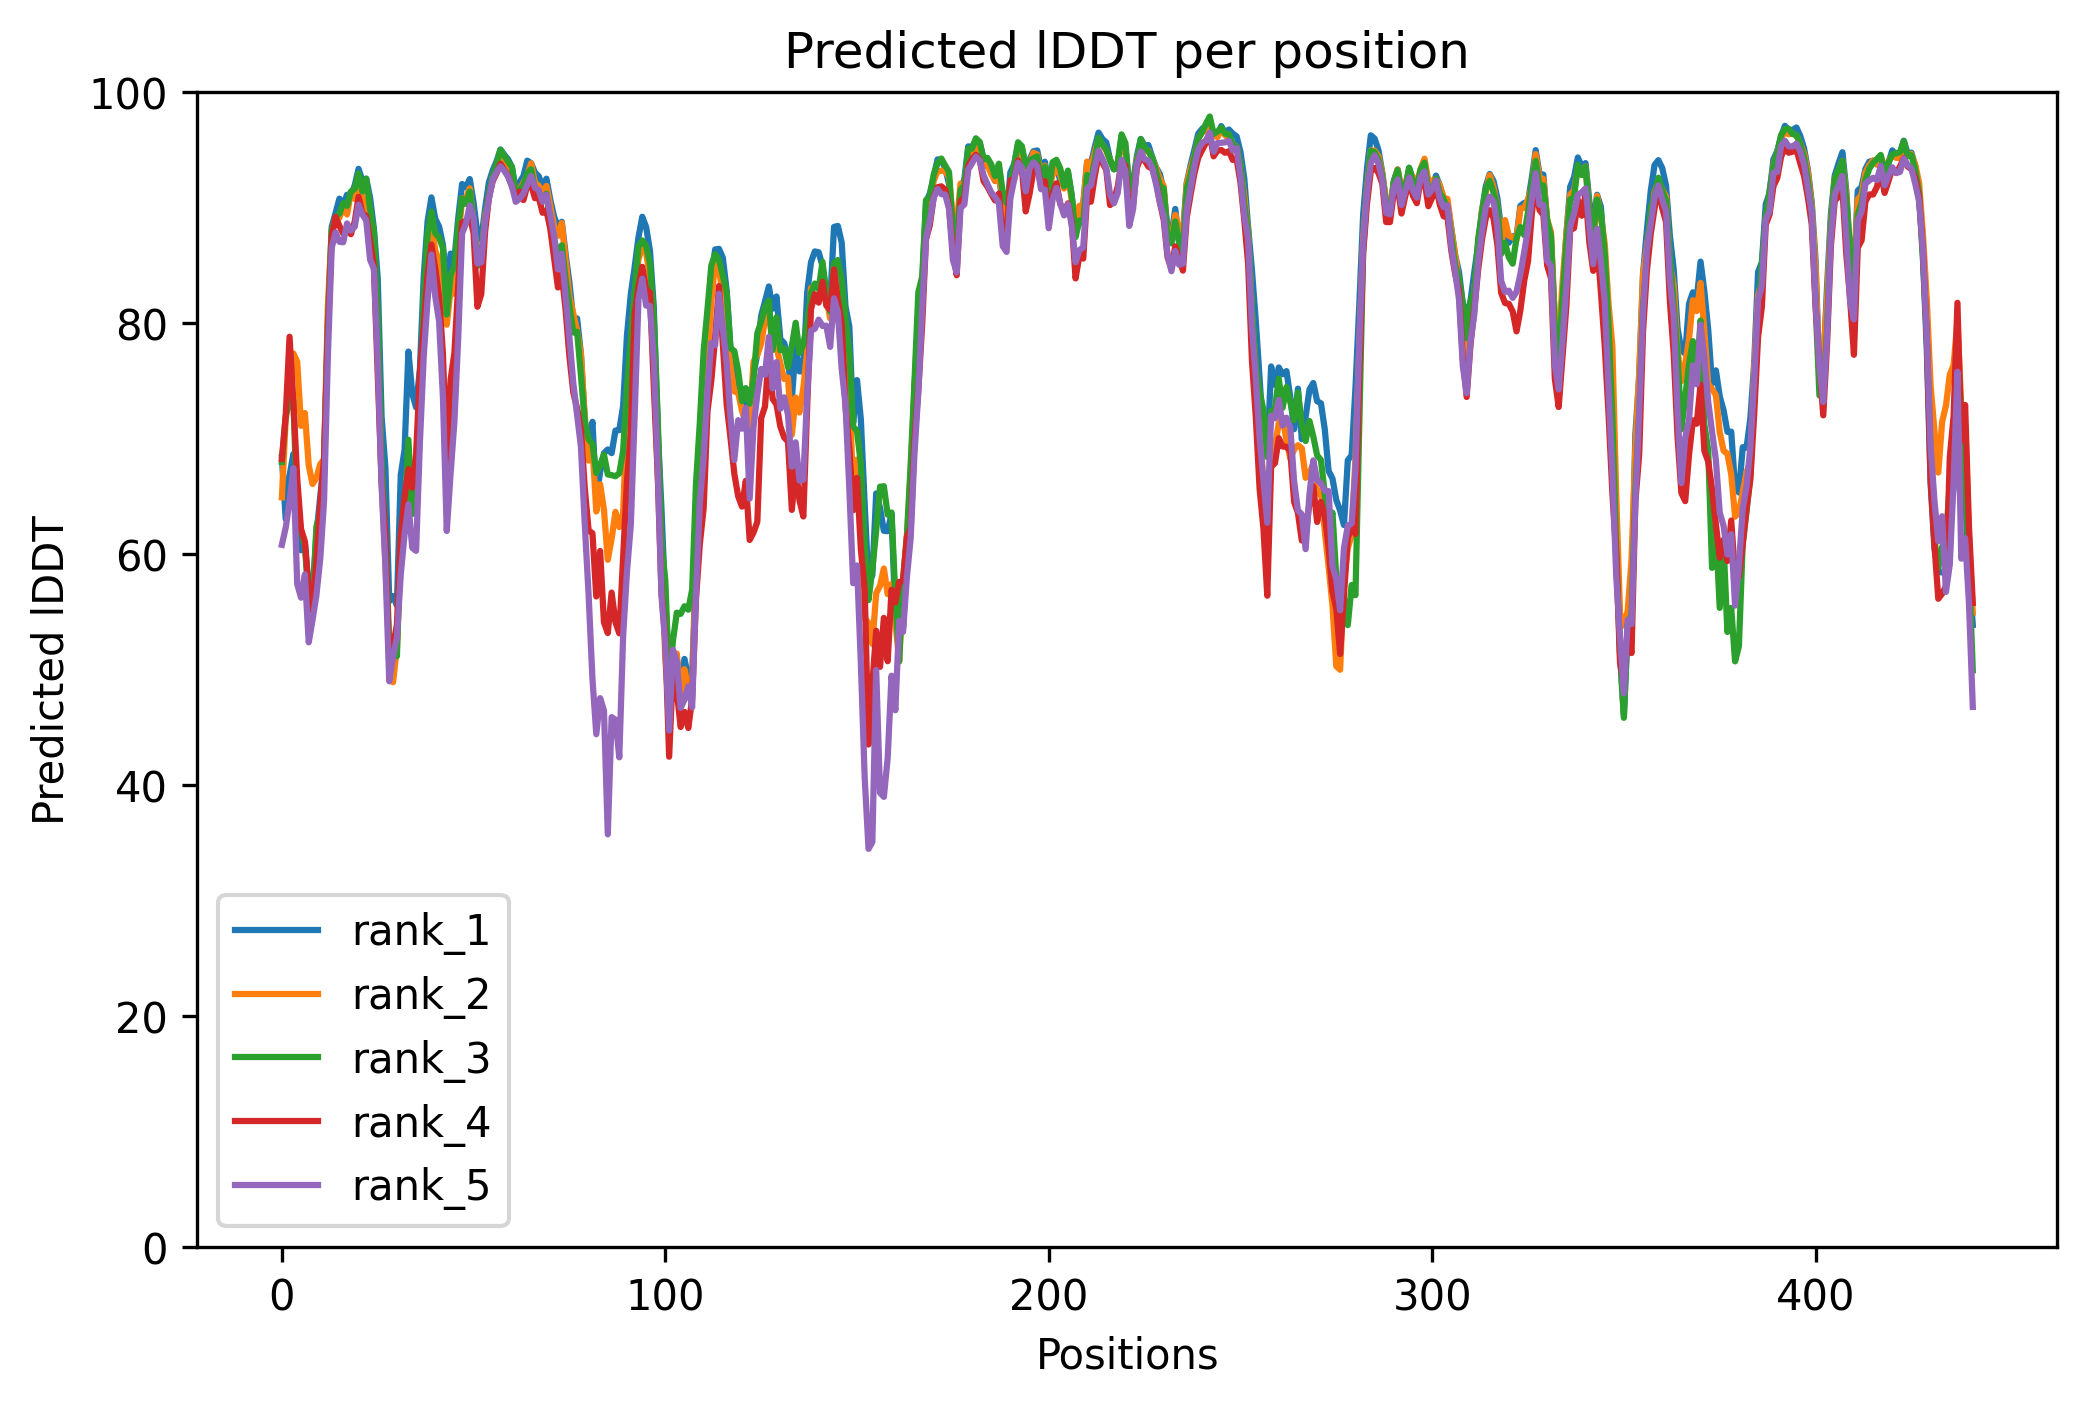 Predicted lDDT per position
100
80
60
40
20
0
Predicted lDDT
rank_1
rank_2
rank_3
rank_4
rank_5
0 100 200 300 400
Positions